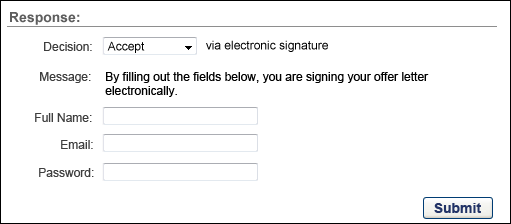 Response:
Decision: Accept via electronic signature
Message: By filling out the fields below, you are signing your offer letter
electronically.
Full Name:
Email:
Password:
Submit